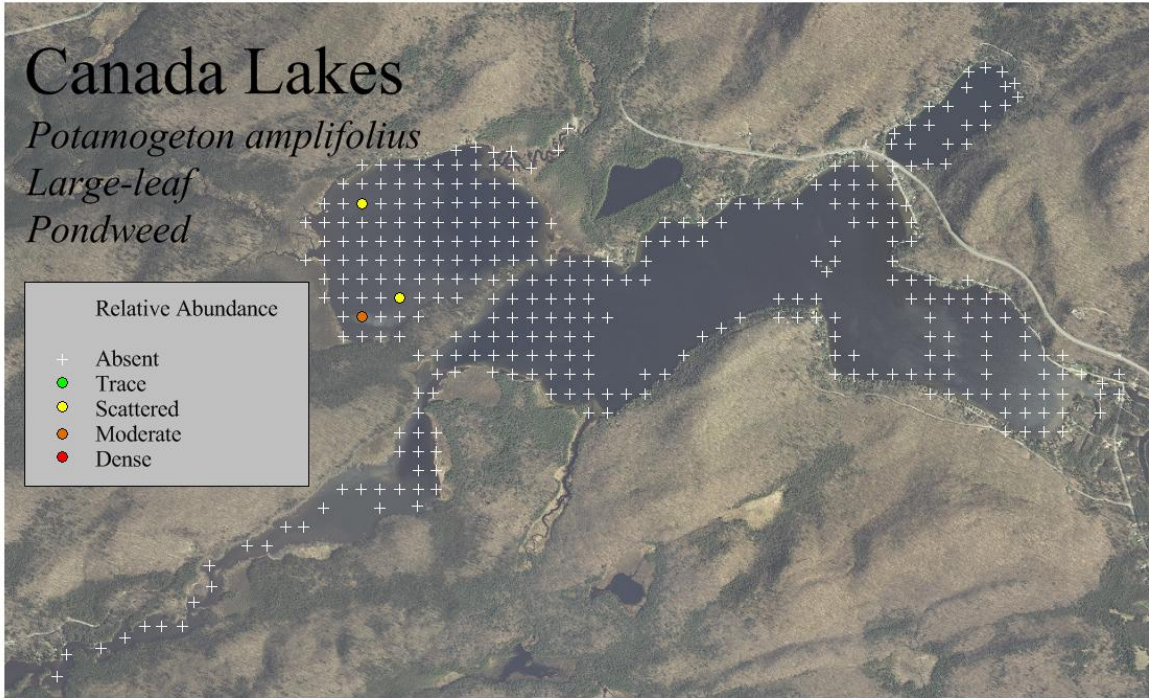 Canada Lakes
Potamogeton amplifolius
Large-leaf
Pondweed
Relative Abundance
Absent
Trace
Scattered
Moderate
Dense